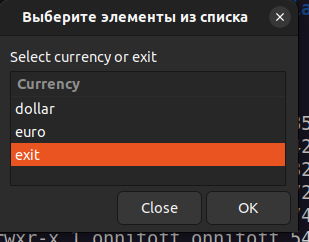 Выберите элементы из списка
Select currency or exit
Currency
dollar
euro
exit
Close
OK